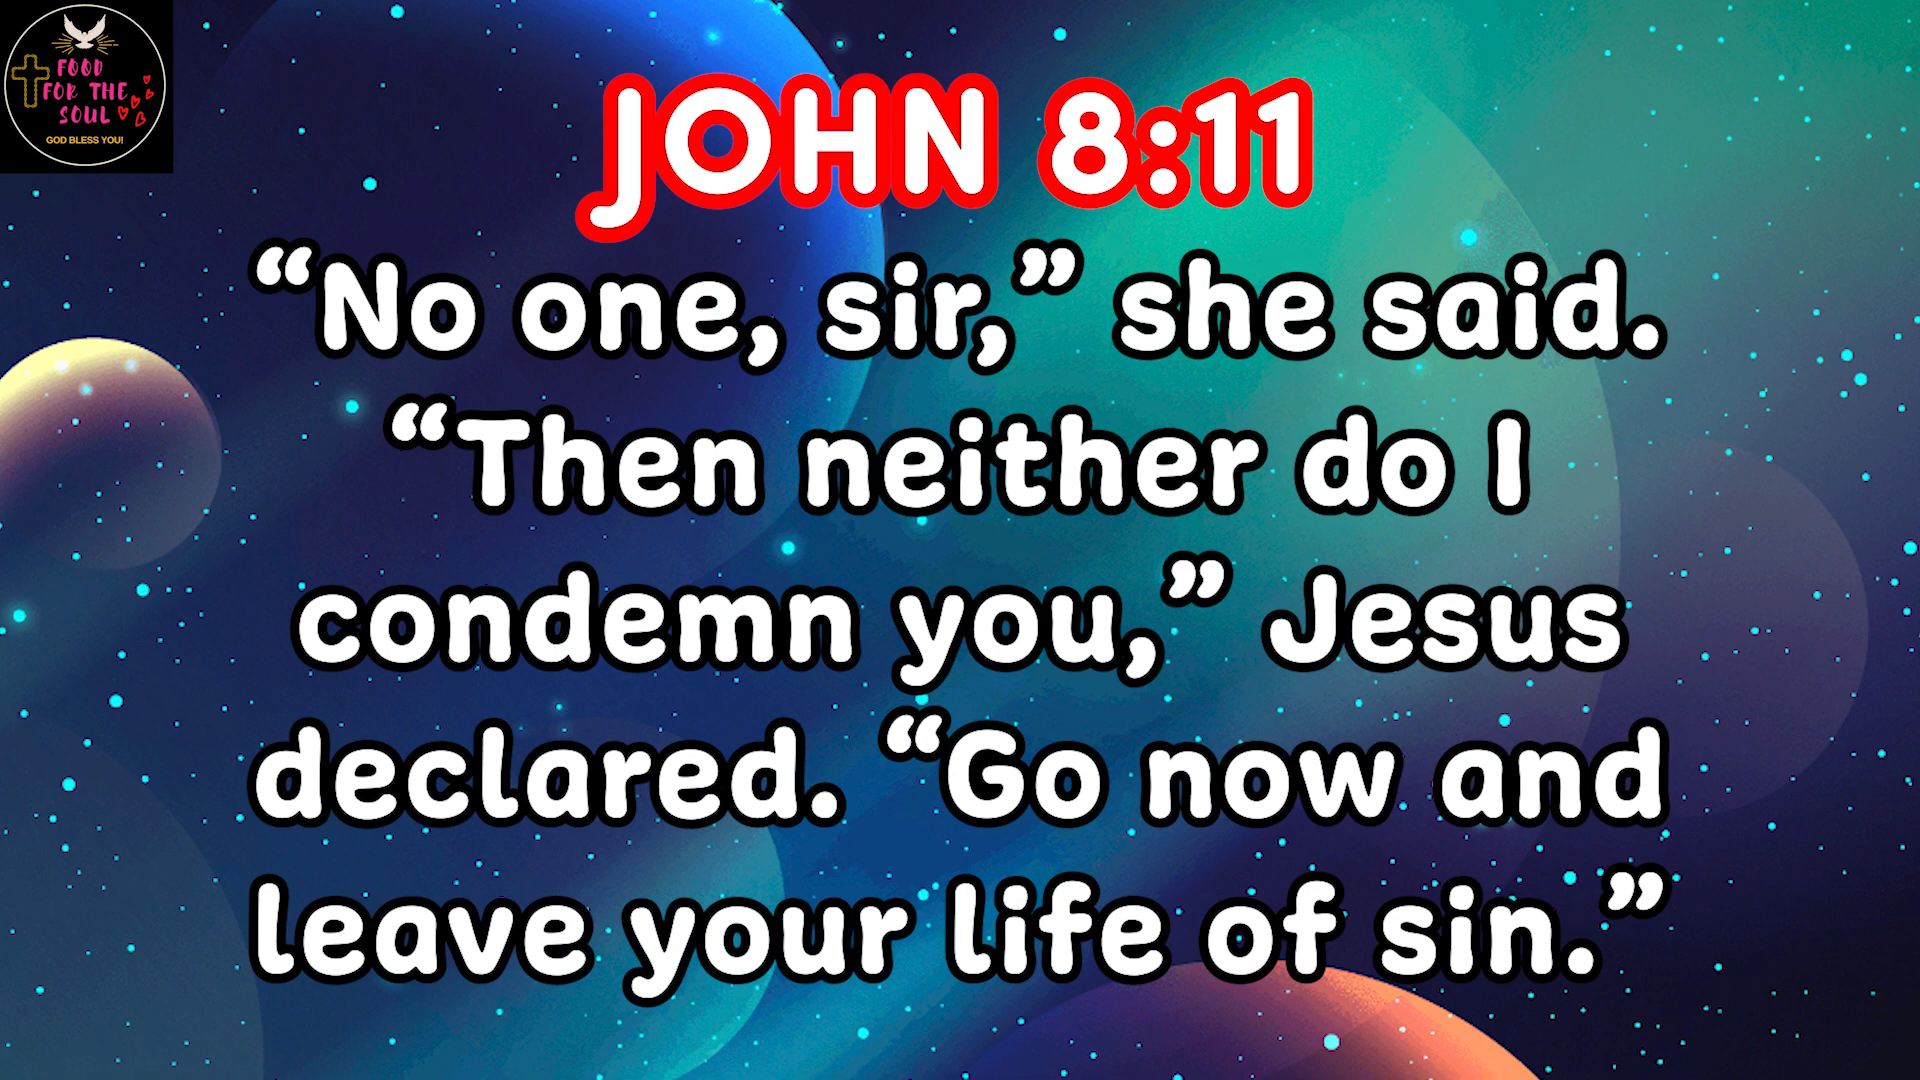 FOOD
FOR THE
SOUL
GOD BLESS YOU!
JOHN 8:11
“No one, sir,” she said.
“Then neither do I
condemn you,” Jesus
declared. “Go now and
leave your life of sin.”